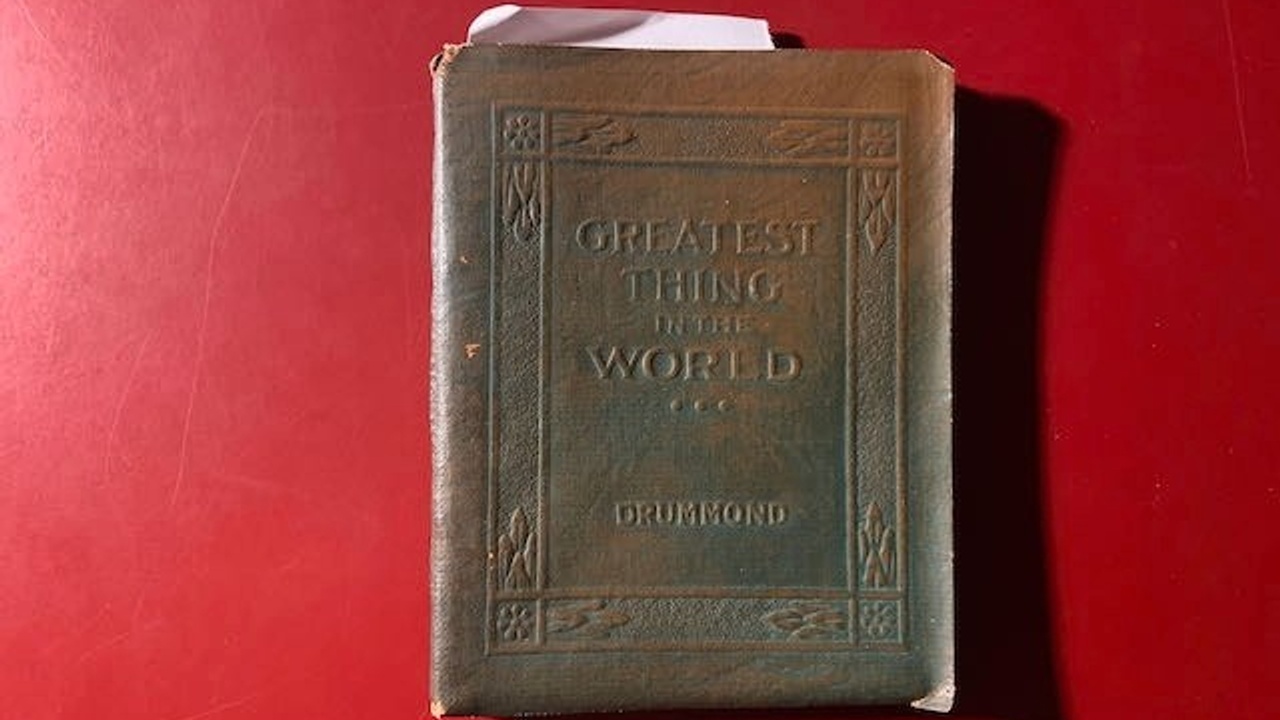 GREATEST
THING
IN THE
WORLD
DRUMMOND